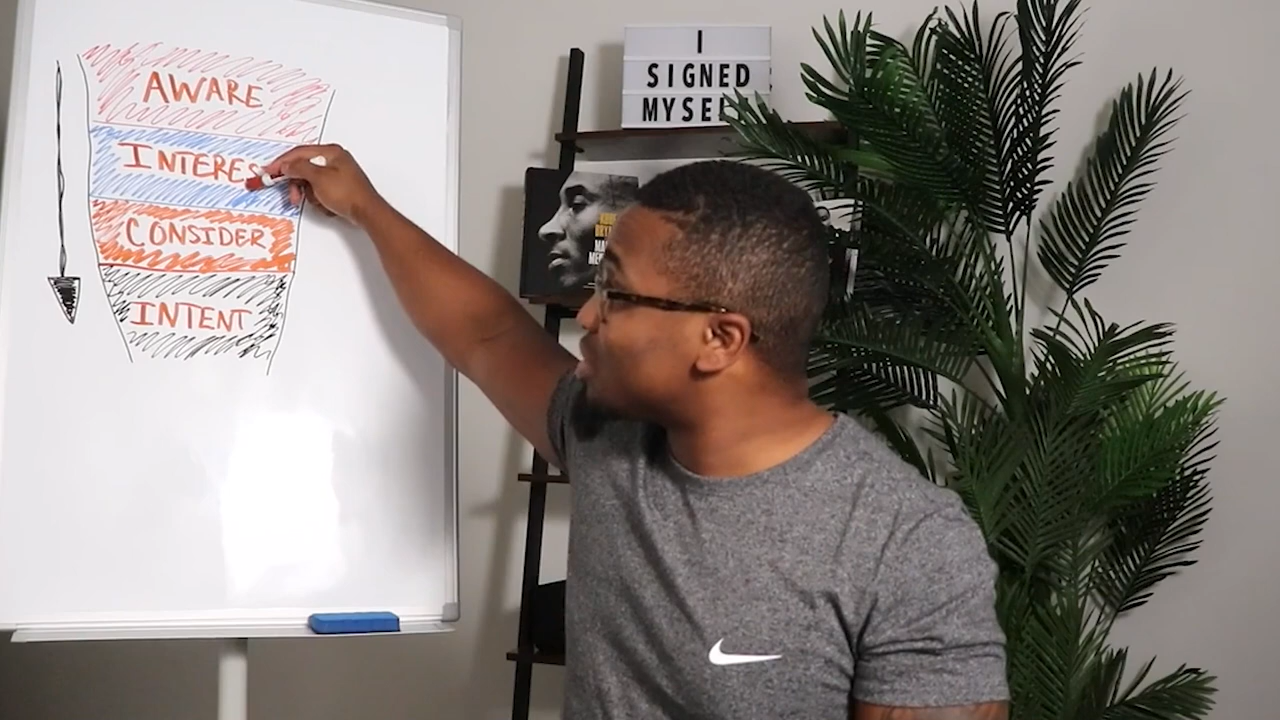 AWARE
INTERES
CONSIDER
INTENT
I
SIGNED
MYSEL